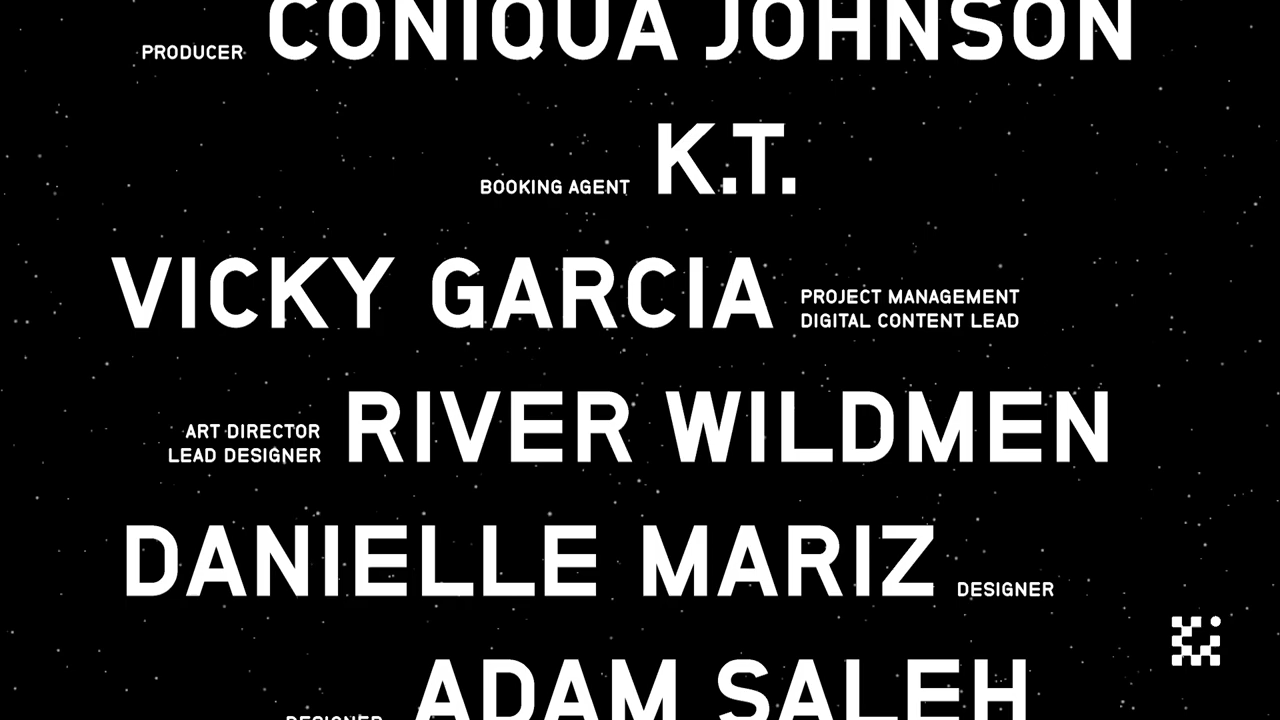 PRODUCER CONIQUA JOHNSON
BOOKING AGENT K.T.
VICKY GARCIA PROJECT MANAGEMENT
DIGITAL CONTENT LEAD
ART DIRECTOR
LEAD DESIGNER RIVER WILDMEN
DANIELLE MARIZ DESIGNER
DESIGNER ADAM SALEH